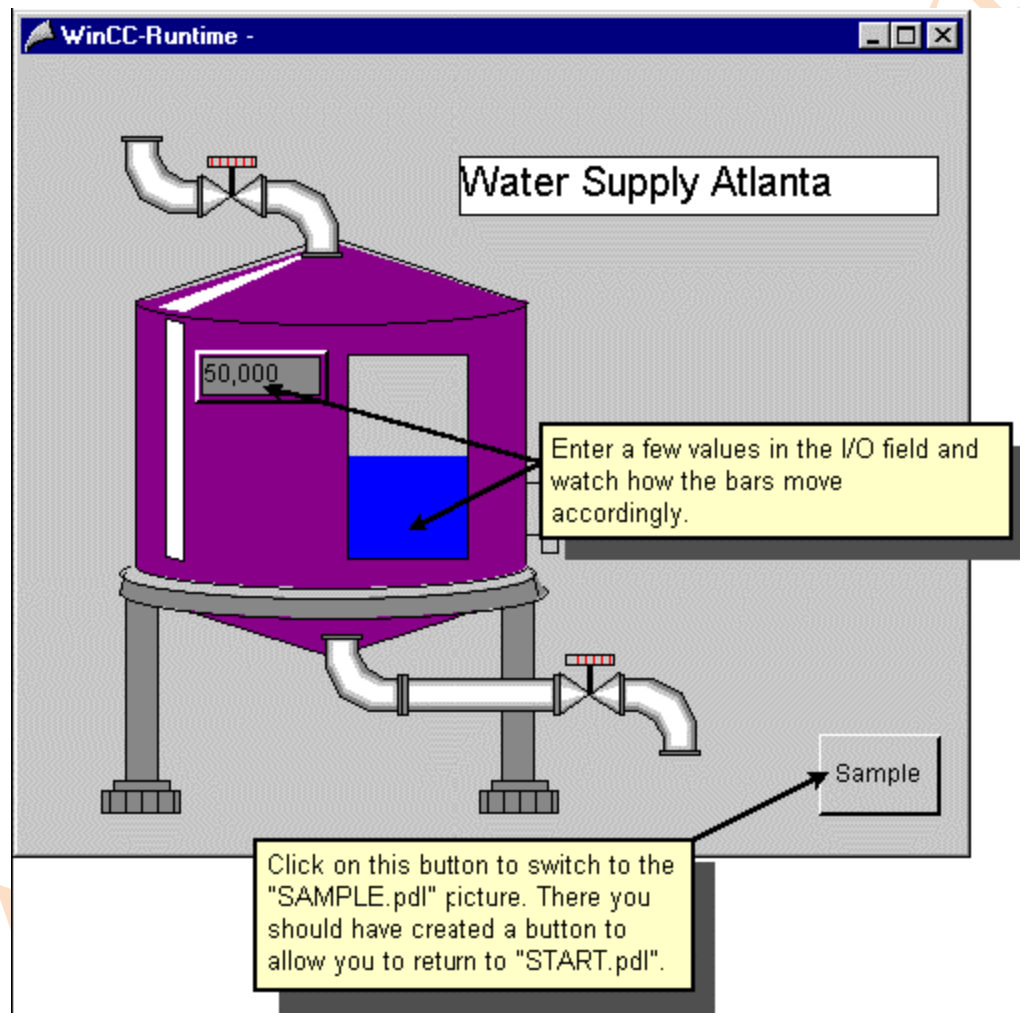 WinCC-Runtime -
Water Supply Atlanta
50,000
Enter a few values in the I/O field and
watch how the bars move
accordingly.
Sample
Click on this button to switch to the
"SAMPLE.pdl" picture. There you
should have created a button to
allow you to return to "START.pdl".